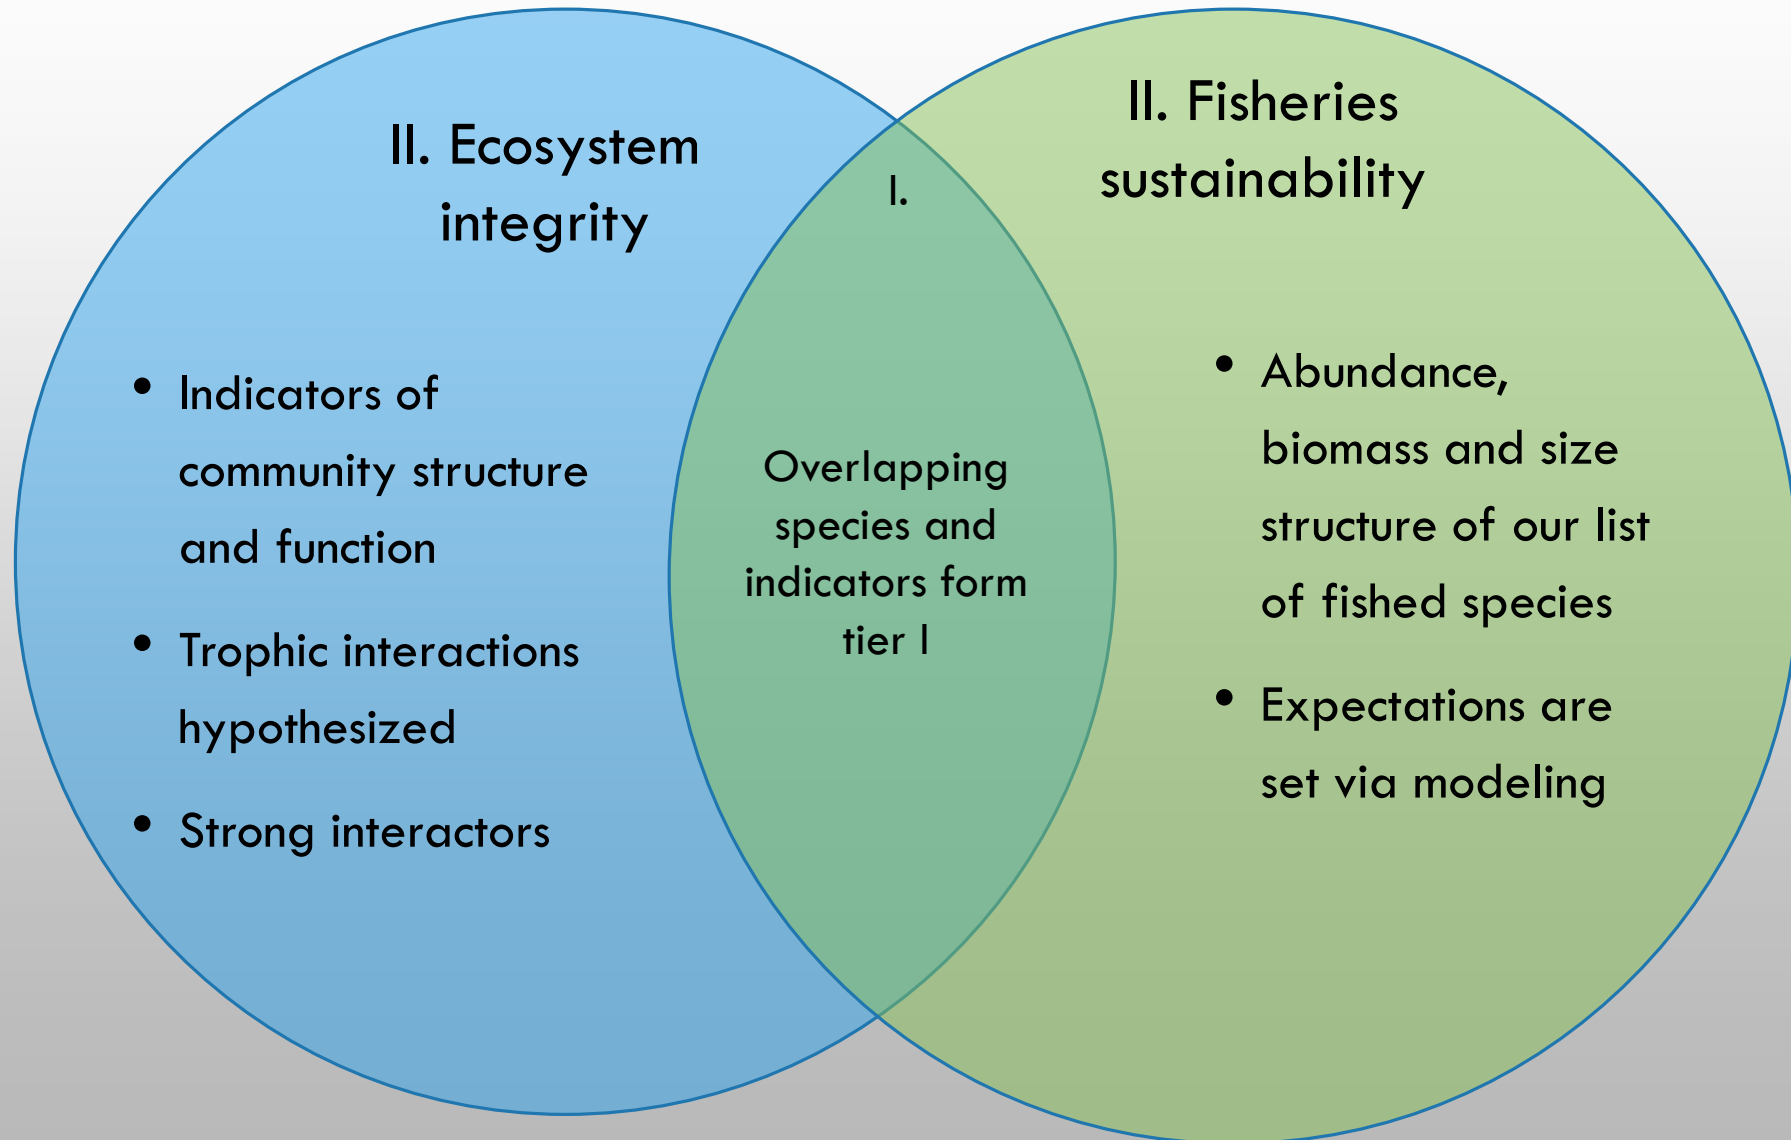 II. Ecosystem
integrity
• Indicators of
community structure
and function
• Trophic interactions
hypothesized
• Strong interactors
I.
Overlapping
species and
indicators form
tier I
II. Fisheries
sustainability
• Abundance,
biomass and size
structure of our list
of fished species
• Expectations are
set via modeling